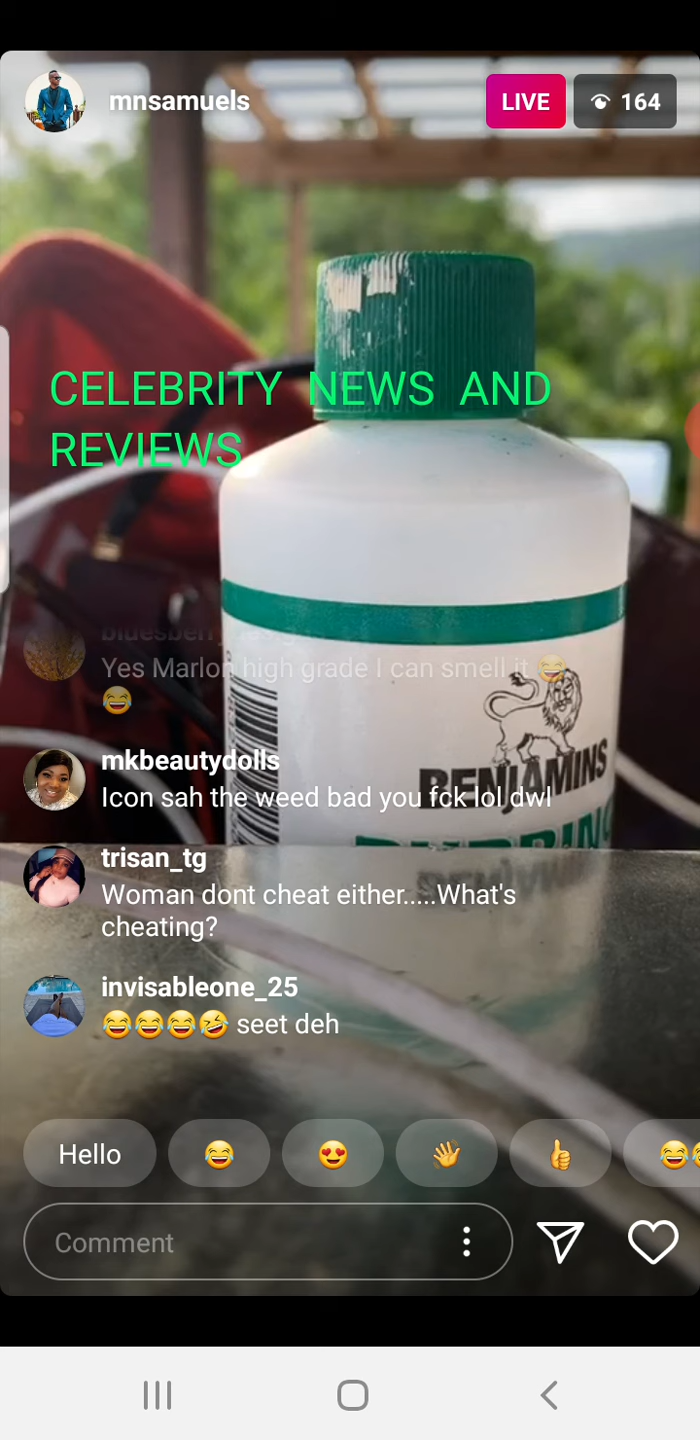 mnsamuels
LIVE
164
CELEBRITY NEWS AND
REVIEWS
Yes Marlon high grade I can smell it 😂
😂
BENJAMINS
mkbeautydolls
Icon sah the weed bad you fck lol dwl
trisan_tg
Woman dont cheat either.....What's
cheating?
invisableone_25
😂😂😂🤣 seet deh
Hello
😂 😍 👋 👍 😂
Comment